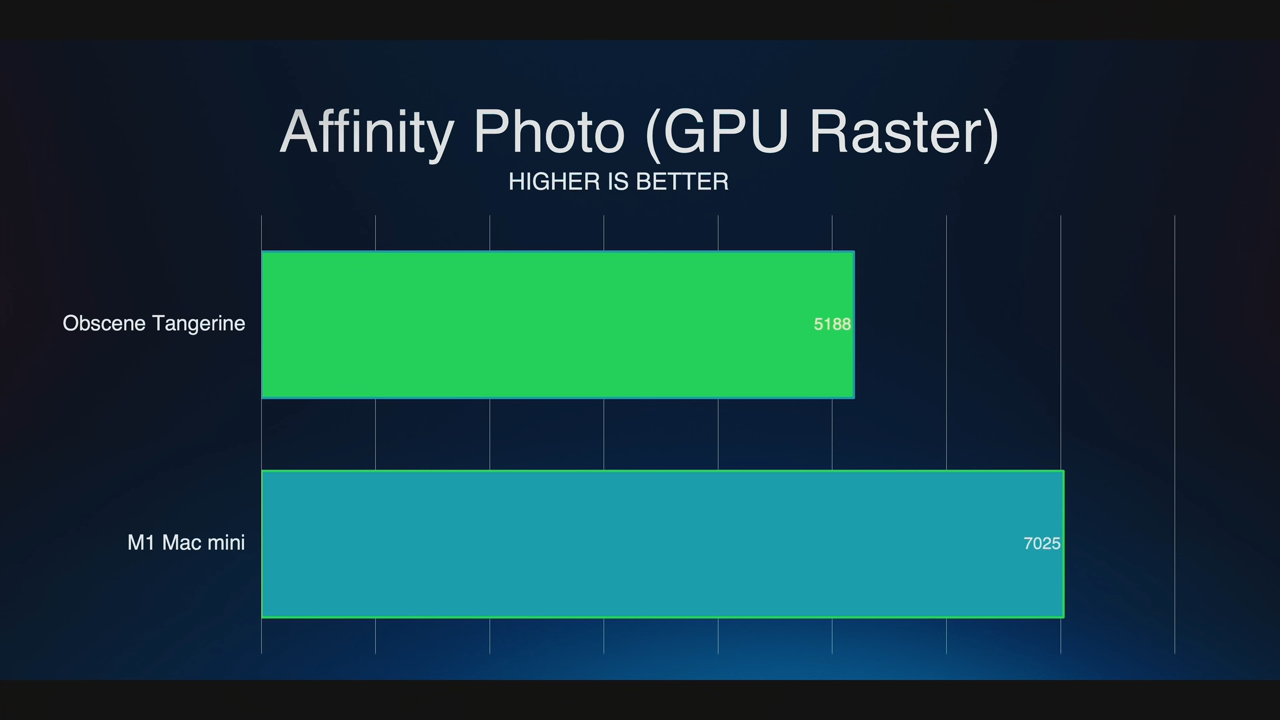 Affinity Photo (GPU Raster)
HIGHER IS BETTER
Obscene Tangerine
5188
M1 Mac mini
7025